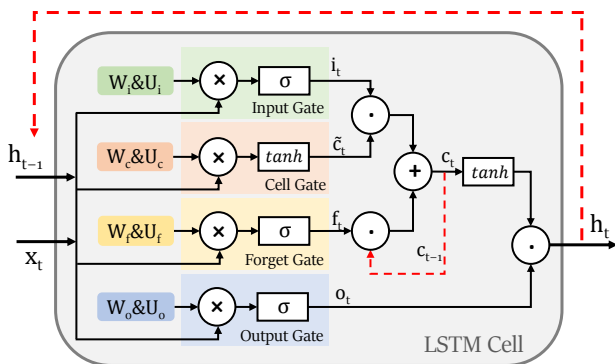 W_i&U_i
×
σ
i_t
Input Gate
·
h_{t-1}
W_c&U_c
×
tanh
c̃_t
Cell Gate
+
c_t
tanh
x_t
W_f&U_f
×
σ
f_t
·
c_{t-1}
Forget Gate
·
h_t
W_o&U_o
×
σ
o_t
Output Gate
LSTM Cell